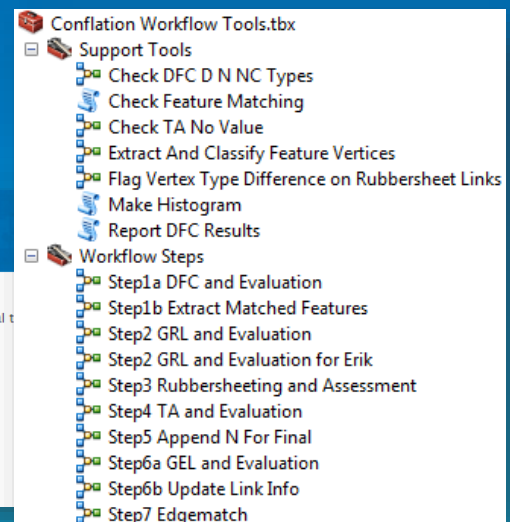 Conflation Workflow Tools.tbx
Support Tools
Check DFC D N NC Types
Check Feature Matching
Check TA No Value
Extract And Classify Feature Vertices
Flag Vertex Type Difference on Rubbersheet Links
Make Histogram
Report DFC Results
Workflow Steps
Step1a DFC and Evaluation
Step1b Extract Matched Features
Step2 GRL and Evaluation
Step2 GRL and Evaluation for Erik
Step3 Rubbersheeting and Assessment
Step4 TA and Evaluation
Step5 Append N For Final
Step6a GEL and Evaluation
Step6b Update Link Info
Step7 Edgematch